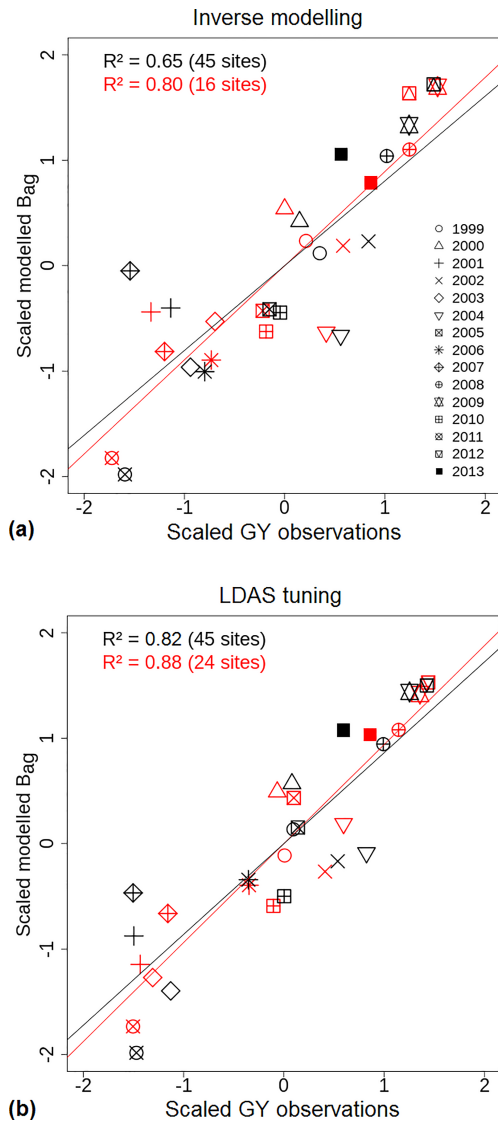 Inverse modelling
R² = 0.65 (45 sites)
R² = 0.80 (16 sites)
2
1
0
-1
-2
Scaled modelled Bag
1999
2000
2001
2002
2003
2004
2005
2006
2007
2008
2009
2010
2011
2012
2013
-2 -1 0 1 2
(a) Scaled GY observations
LDAS tuning
R² = 0.82 (45 sites)
R² = 0.88 (24 sites)
2
1
0
-1
-2
Scaled modelled Bag
-2 -1 0 1 2
(b) Scaled GY observations